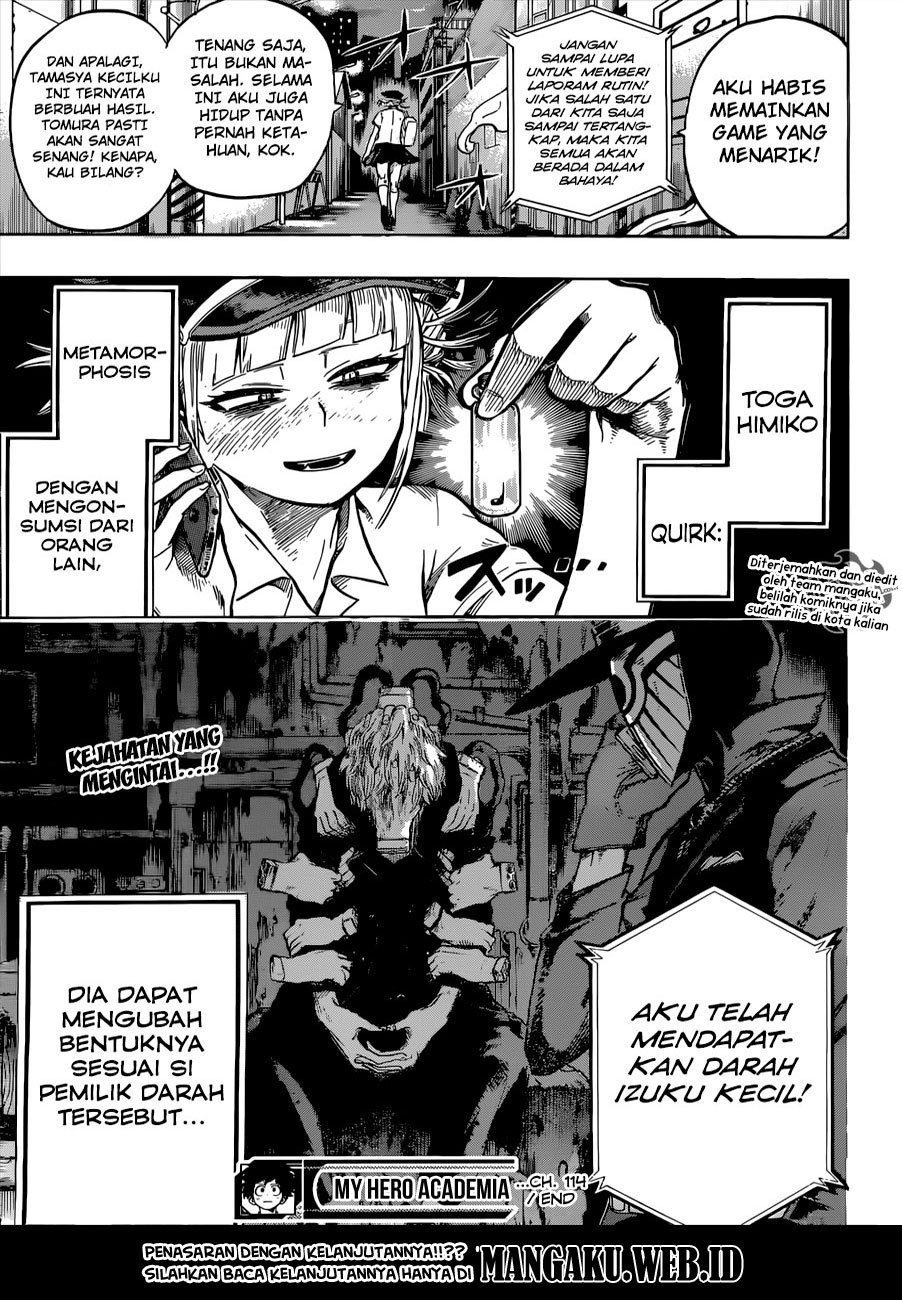 AKU HABIS
MEMAINKAN
GAME YANG
MENARIK!
JANGAN
SAMPAI LUPA
UNTUK MEMBERI
LAPORAM RUTIN!
JIKA SALAH SATU
DARI KITA SAJA
SAMPAI TERTANG-
KAP, MAKA KITA
SEMUA AKAN
BERADA DALAM
BAHAYA!
TENANG SAJA,
ITU BUKAN MA-
SALAH. SELAMA
INI AKU JUGA
HIDUP TANPA
PERNAH KETA-
HUAN, KOK.
DAN APALAGI,
TAMASYA KECILKU
INI TERNYATA
BERBUAH HASIL.
TOMURA PASTI
AKAN SANGAT
SENANG! KENAPA,
KAU BILANG?
TOGA
HIMIKO
QUIRK:
METAMOR-
PHOSIS
DENGAN
MENGON-
SUMSI DARI
ORANG
LAIN,
ズッ…
Diterjemahkan dan diedit
oleh team mangaku,
belilah komiknya jika
sudah rilis di kota kalian
KEJAHATAN YANG
MENGINTAI...!!
AKU TELAH
MENDAPAT-
KAN DARAH
IZUKU KECIL!
DIA DAPAT
MENGUBAH
BENTUKNYA
SESUAI SI
PEMILIK DARAH
TERSEBUT...
MY HERO ACADEMIA
...CH. 114
/ END
PENASARAN DENGAN KELANJUTANNYA!!??
SILAHKAN BACA KELANJUTANNYA HANYA DI
MANGAKU.WEB.ID